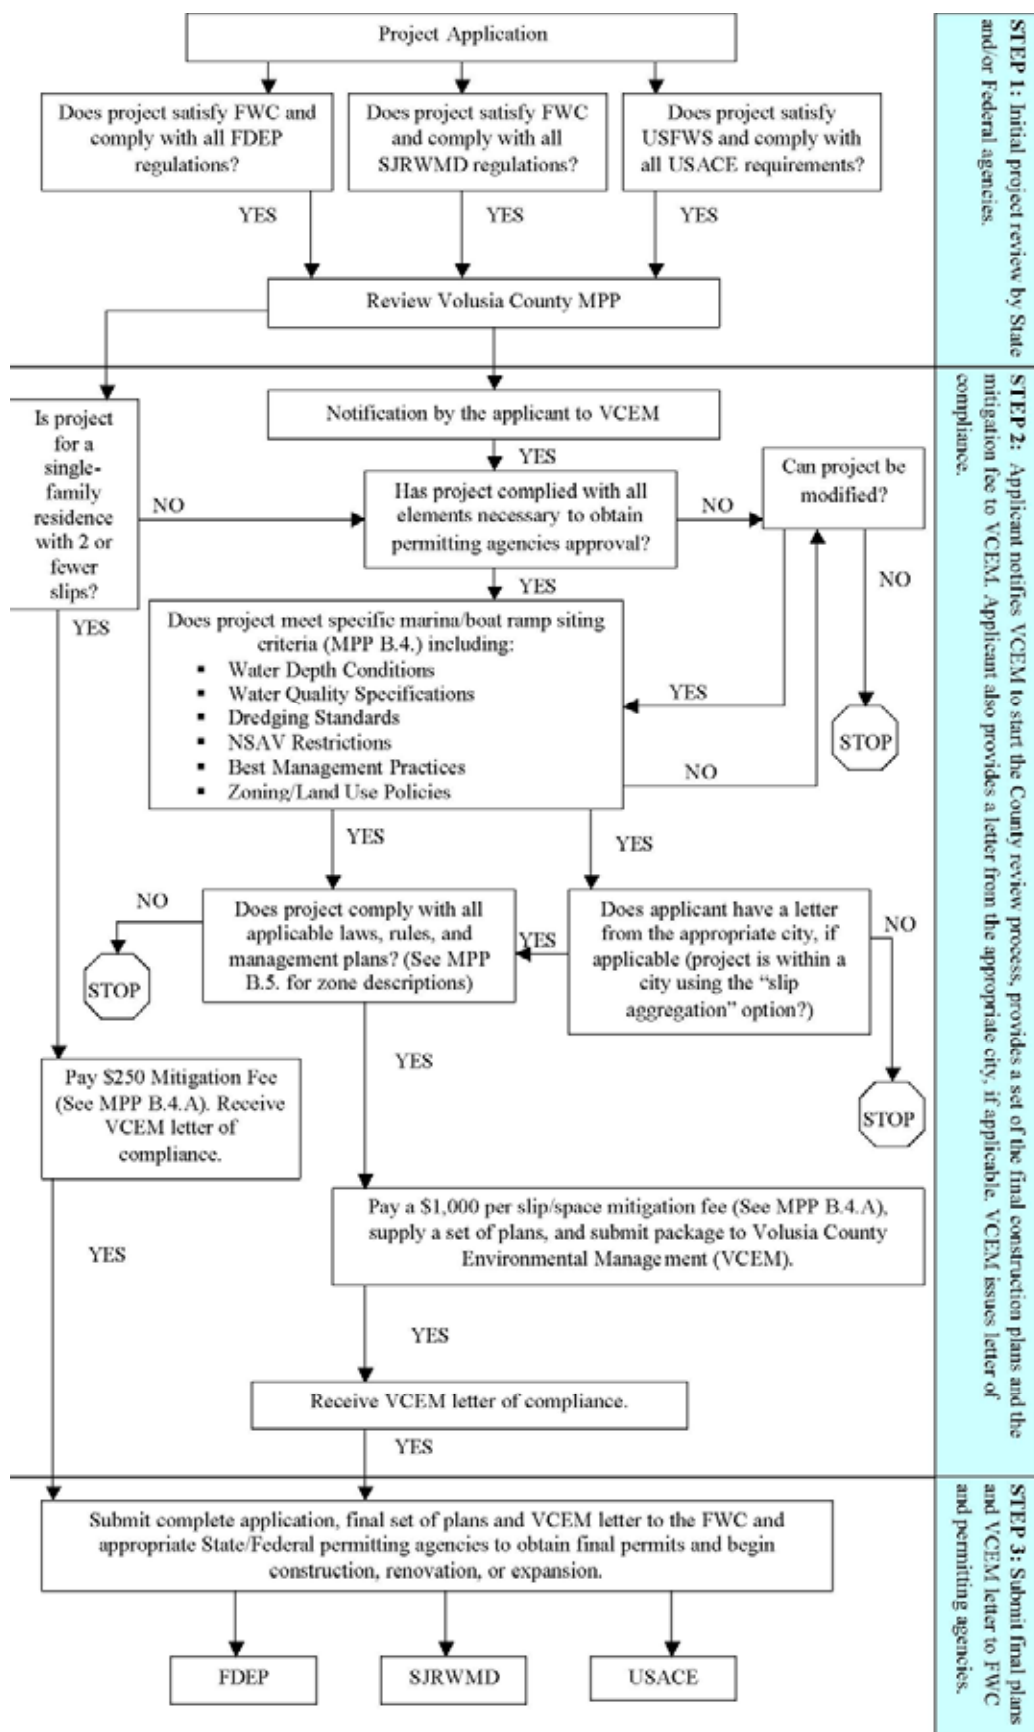 Project Application
Does project satisfy FWC and
comply with all FDEP
regulations?
Does project satisfy FWC
and comply with all
SJRWMD regulations?
Does project satisfy
USFWS and comply with
all USACE requirements?
YES
YES
YES
Review Volusia County MPP
STEP 1: Initial project review by State
and/or Federal agencies.
Notification by the applicant to VCEM
YES
Is project
for a
single-
family
residence
with 2 or
fewer
slips?
NO
Has project complied with all
elements necessary to obtain
permitting agencies approval?
NO
Can project be
modified?
YES
YES
NO
Does project meet specific marina/boat ramp siting
criteria (MPP B.4.) including:
▪ Water Depth Conditions
▪ Water Quality Specifications
▪ Dredging Standards
▪ NSAV Restrictions
▪ Best Management Practices
▪ Zoning/Land Use Policies
YES
NO
STOP
YES
YES
NO
Does project comply with all
applicable laws, rules, and
management plans? (See MPP
B.5. for zone descriptions)
YES
Does applicant have a letter
from the appropriate city, if
applicable (project is within a
city using the “slip
aggregation” option?)
NO
STOP
STOP
YES
Pay $250 Mitigation Fee
(See MPP B.4.A). Receive
VCEM letter of
compliance.
YES
Pay a $1,000 per slip/space mitigation fee (See MPP B.4.A),
supply a set of plans, and submit package to Volusia County
Environmental Management (VCEM).
YES
Receive VCEM letter of compliance.
YES
STEP 2: Applicant notifies VCEM to start the County review process, provides a set of the final construction plans and the
mitigation fee to VCEM. Applicant also provides a letter from the appropriate city, if applicable. VCEM issues letter of
compliance.
Submit complete application, final set of plans and VCEM letter to the FWC and
appropriate State/Federal permitting agencies to obtain final permits and begin
construction, renovation, or expansion.
FDEP
SJRWMD
USACE
STEP 3: Submit final plans
and VCEM letter to FWC
and permitting agencies.